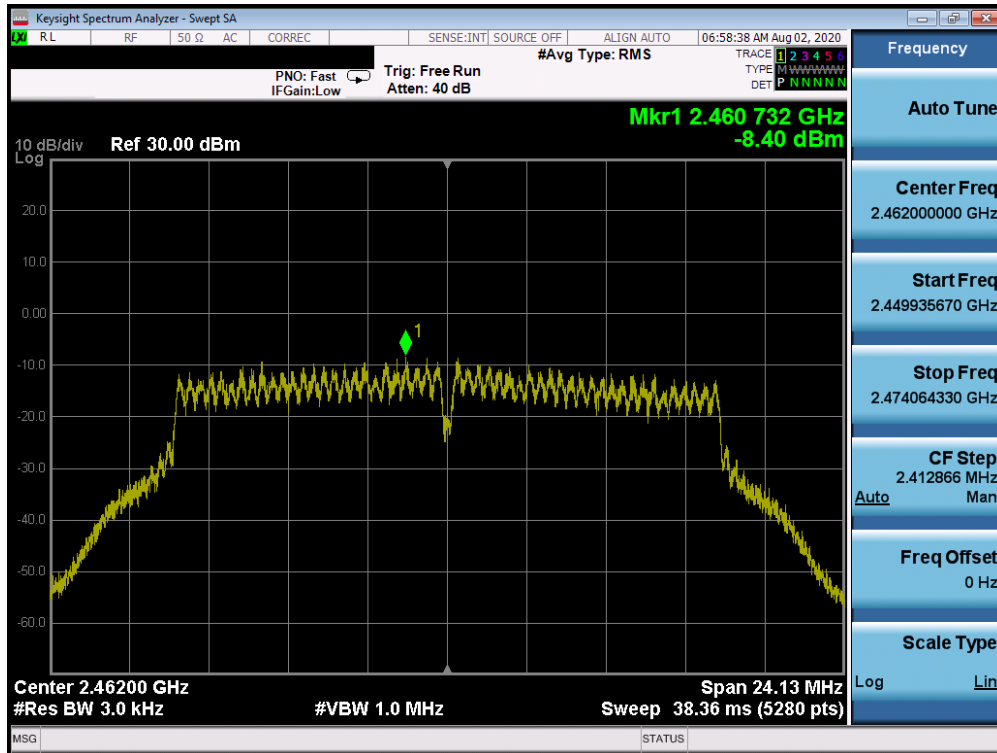 Keysight Spectrum Analyzer - Swept SA
LXI RL RF 50 Ω AC CORREC SENSE:INT SOURCE OFF ALIGN AUTO 06:58:38 AM Aug 02, 2020
#Avg Type: RMS
TRACE 1 2 3 4 5 6
TYPE M W W W W W
DET P N N N N N
PNO: Fast
IFGain:Low
Trig: Free Run
Atten: 40 dB
Mkr1 2.460 732 GHz
-8.40 dBm
10 dB/div
Log
Ref 30.00 dBm
20.0
10.0
0.00
-10.0
-20.0
-30.0
-40.0
-50.0
-60.0
1
Center 2.46200 GHz
Span 24.13 MHz
#Res BW 3.0 kHz
#VBW 1.0 MHz
Sweep 38.36 ms (5280 pts)
MSG
STATUS
Frequency
Auto Tune
Center Freq
2.462000000 GHz
Start Freq
2.449935670 GHz
Stop Freq
2.474064330 GHz
CF Step
2.412866 MHz
Auto Man
Freq Offset
0 Hz
Scale Type
Log Lin